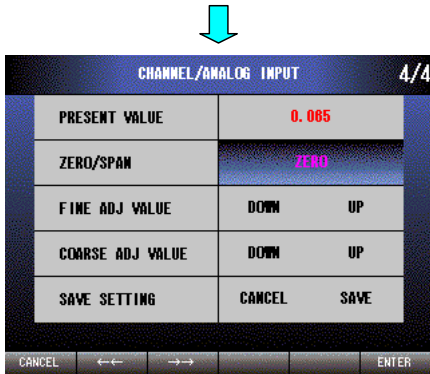 CHANNEL/ANALOG INPUT 4/4
PRESENT VALUE 0.065
ZERO/SPAN ZERO
FINE ADJ VALUE DOWN UP
COARSE ADJ VALUE DOWN UP
SAVE SETTING CANCEL SAVE
CANCEL ←← →→ ENTER